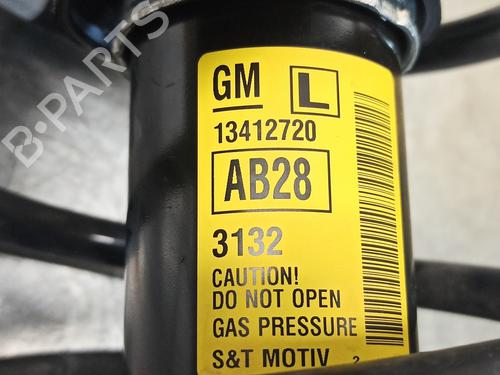 B-PARTS
GM L
13412720
AB28
3132
CAUTION!
DO NOT OPEN
GAS PRESSURE
S&T MOTIV 2